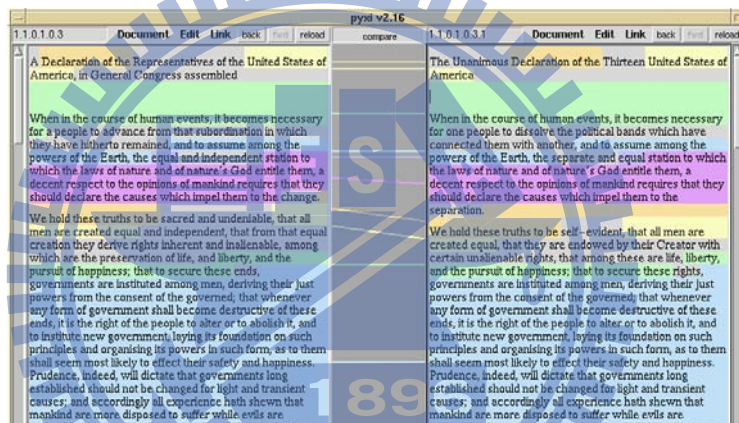 pyxi v2.16
1.1.0.1.0.3 Document Edit Link back fwd reload
compare
1.1.0.1.0.3.1 Document Edit Link back fwd reload
A Declaration of the Representatives of the United States of
America, in General Congress assembled
When in the course of human events, it becomes necessary
for a people to advance from that subordination in which
they have hitherto remained, and to assume among the
powers of the Earth, the equal and independent station to
which the laws of nature and of nature's God entitle them, a
decent respect to the opinions of mankind requires that they
should declare the causes which impel them to the change.
We hold these truths to be sacred and undeniable, that all
men are created equal and independent, that from that equal
creation they derive rights inherent and inalienable, among
which are the preservation of life, and liberty, and the
pursuit of happiness; that to secure these ends,
governments are instituted among men, deriving their just
powers from the consent of the governed; that whenever
any form of government shall become destructive of these
ends, it is the right of the people to alter or to abolish it, and
to institute new government, laying its foundation on such
principles and organising its powers in such form, as to them
shall seem most likely to effect their safety and happiness.
Prudence, indeed, will dictate that governments long
established should not be changed for light and transient
causes; and accordingly all experience hath shewn that
mankind are more disposed to suffer while evils are
The Unanimous Declaration of the Thirteen United States of
America
When in the course of human events, it becomes necessary
for one people to dissolve the political bands which have
connected them with another, and to assume among the
powers of the Earth, the separate and equal station to which
the laws of nature and of nature's God entitle them, a
decent respect to the opinions of mankind requires that they
should declare the causes which impel them to the
separation.
We hold these truths to be self-evident, that all men are
created equal, that they are endowed by their Creator with
certain unalienable rights, that among these are life, liberty,
and the pursuit of happiness; that to secure these rights,
governments are instituted among men, deriving their just
powers from the consent of the governed; that whenever
any form of government shall become destructive of these
ends, it is the right of the people to alter or to abolish it, and
to institute new government, laying its foundation on such
principles and organising its powers in such form, as to them
shall seem most likely to effect their safety and happiness.
Prudence, indeed, will dictate that governments long
established should not be changed for light and transient
causes; and accordingly all experience hath shewn that
mankind are more disposed to suffer while evils are
ES
189